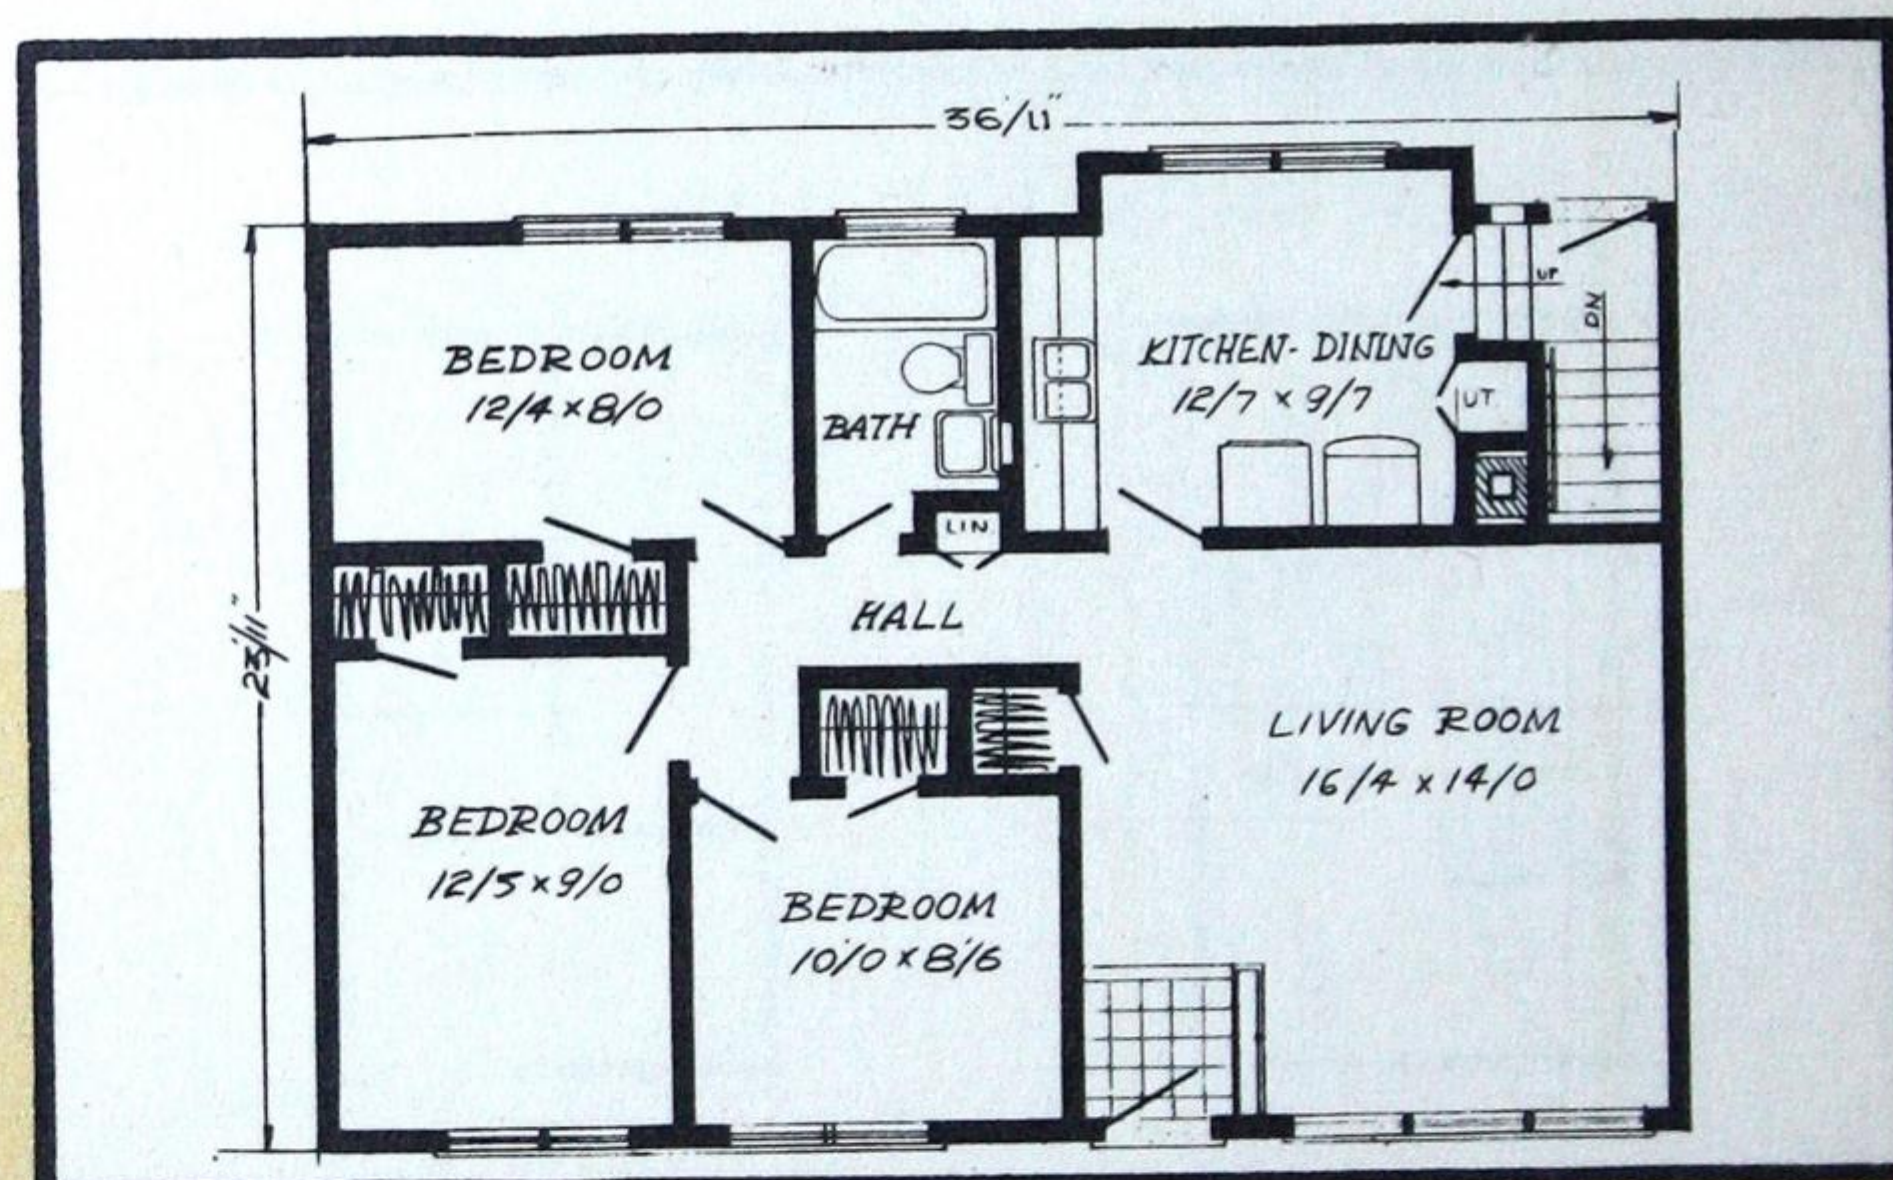 36'/11"
BEDROOM
12/4 x 8/0
BATH
LIN
KITCHEN-DINING
12/7 x 9/7
UP
DN
UT.
23'/11"
HALL
BEDROOM
12/5 x 9/0
BEDROOM
10'/0 x 8'/6
LIVING ROOM
16/4 x 14/0